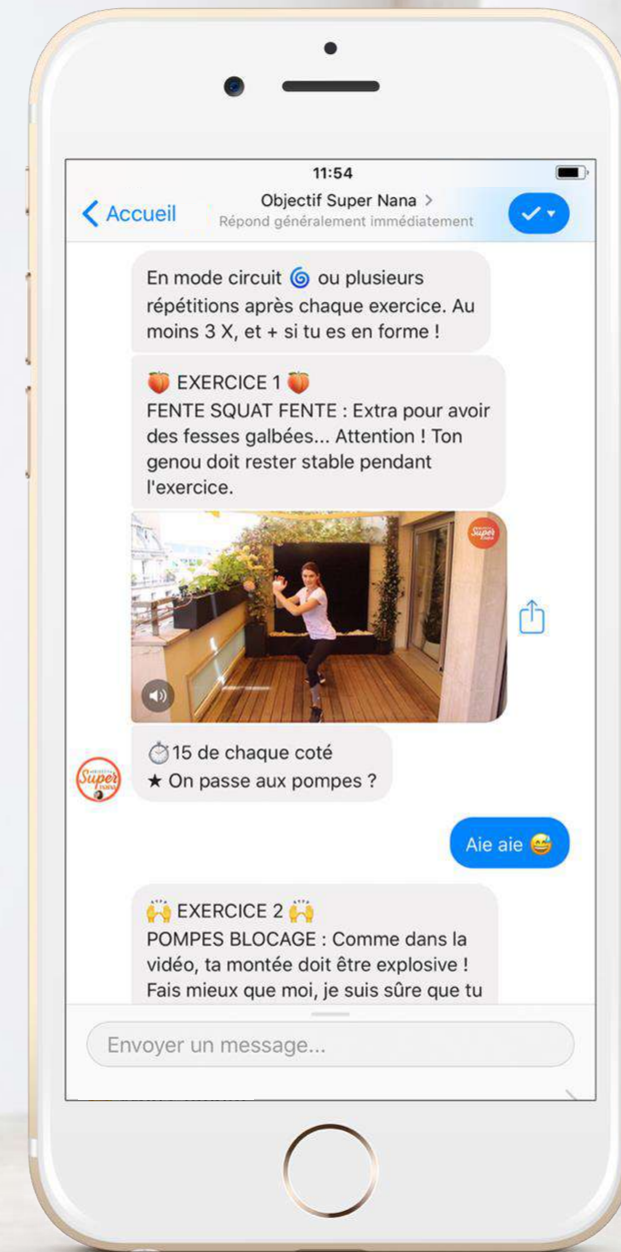 11:54
Accueil
Objectif Super Nana >
Répond généralement immédiatement
En mode circuit 🌀 ou plusieurs
répétitions après chaque exercice. Au
moins 3 X, et + si tu es en forme !
🍑 EXERCICE 1 🍑
FENTE SQUAT FENTE : Extra pour avoir
des fesses galbées... Attention ! Ton
genou doit rester stable pendant
l'exercice.
Super
⏱15 de chaque coté
★ On passe aux pompes ?
Super
nana
Aie aie 😅
🙌 EXERCICE 2 🙌
POMPES BLOCAGE : Comme dans la
vidéo, ta montée doit être explosive !
Fais mieux que moi, je suis sûre que tu
Envoyer un message...